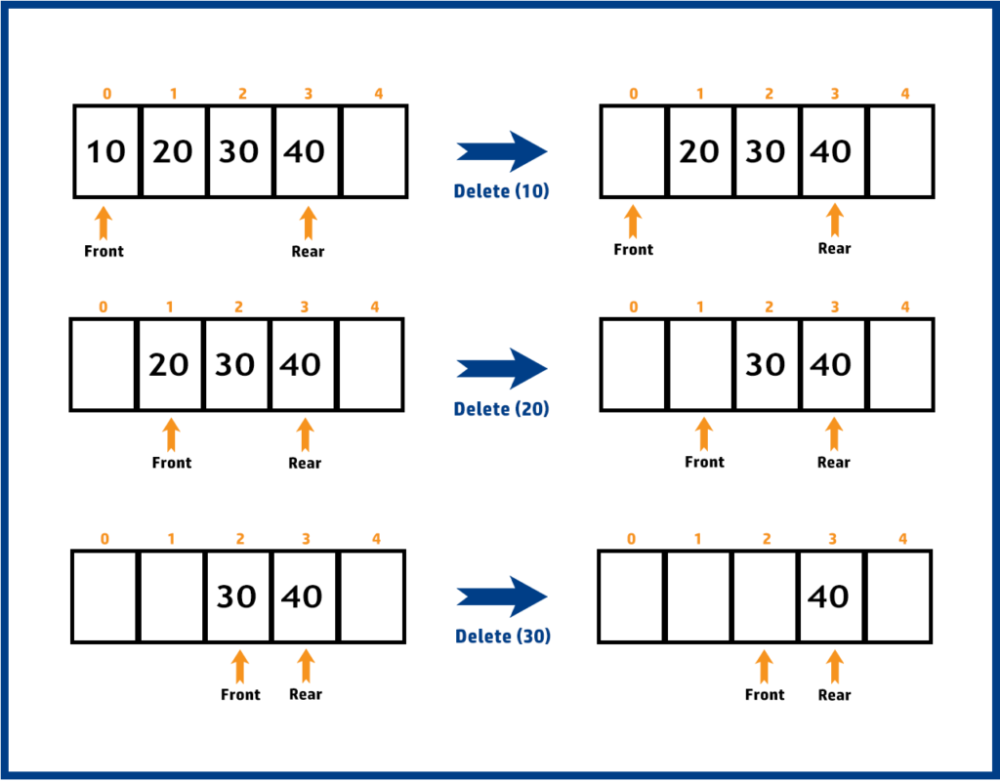 0 1 2 3 4
10 20 30 40
Front Rear
Delete (10)
0 1 2 3 4
20 30 40
Front Rear
0 1 2 3 4
20 30 40
Front Rear
Delete (20)
0 1 2 3 4
30 40
Front Rear
0 1 2 3 4
30 40
Front Rear
Delete (30)
0 1 2 3 4
40
Front Rear